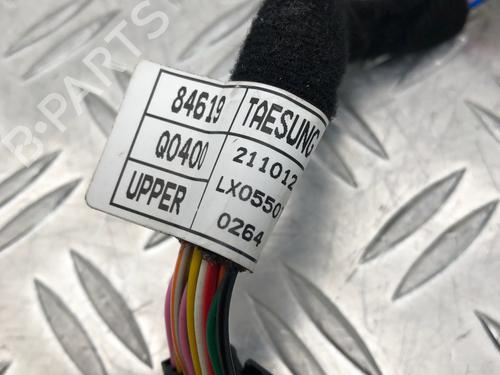 84619
Q0400
UPPER
TAESUNG
211012
LX0550
0264
B-PARTS